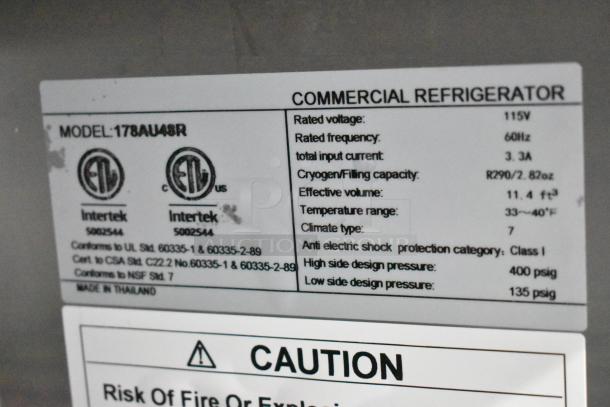 COMMERCIAL REFRIGERATOR
MODEL:178AU48R
C US
Intertek Intertek
5002544 5002544
Conforms to UL Std. 60335-1 & 60335-2-89
Cert. to CSA Std. C22.2 No.60335-1 & 60335-2-89
Conforms to NSF Std. 7
MADE IN THAILAND
Rated voltage: 115V
Rated frequency: 60Hz
total input current: 3.3A
Cryogen/Filling capacity: R290/2.82oz
Effective volume: 11.4 ft³
Temperature range: 33~40°F
Climate type: 7
Anti electric shock protection category: Class I
High side design pressure: 400 psig
Low side design pressure: 135 psig
CAUTION
Risk Of Fire Or